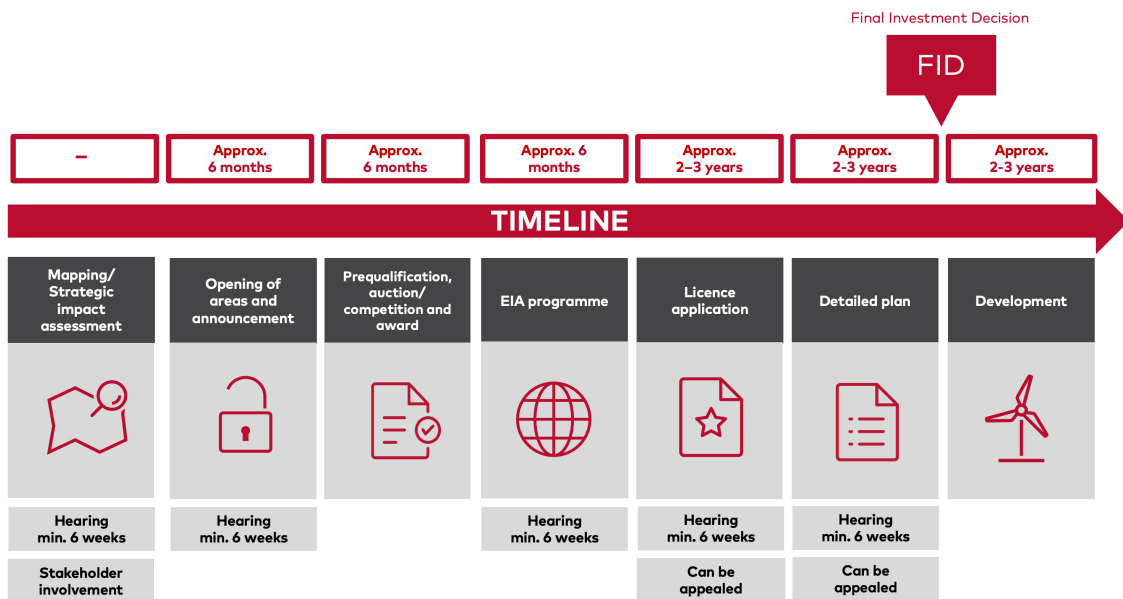 Final Investment Decision
FID
–
Approx.
6 months
Approx.
6 months
Approx. 6
months
Approx.
2–3 years
Approx.
2-3 years
Approx.
2-3 years
TIMELINE
Mapping/
Strategic
impact
assessment
Opening of
areas and
announcement
Prequalification,
auction/
competition and
award
EIA programme
Licence
application
Detailed plan
Development
Hearing
min. 6 weeks
Hearing
min. 6 weeks
Hearing
min. 6 weeks
Hearing
min. 6 weeks
Hearing
min. 6 weeks
Stakeholder
involvement
Can be
appealed
Can be
appealed